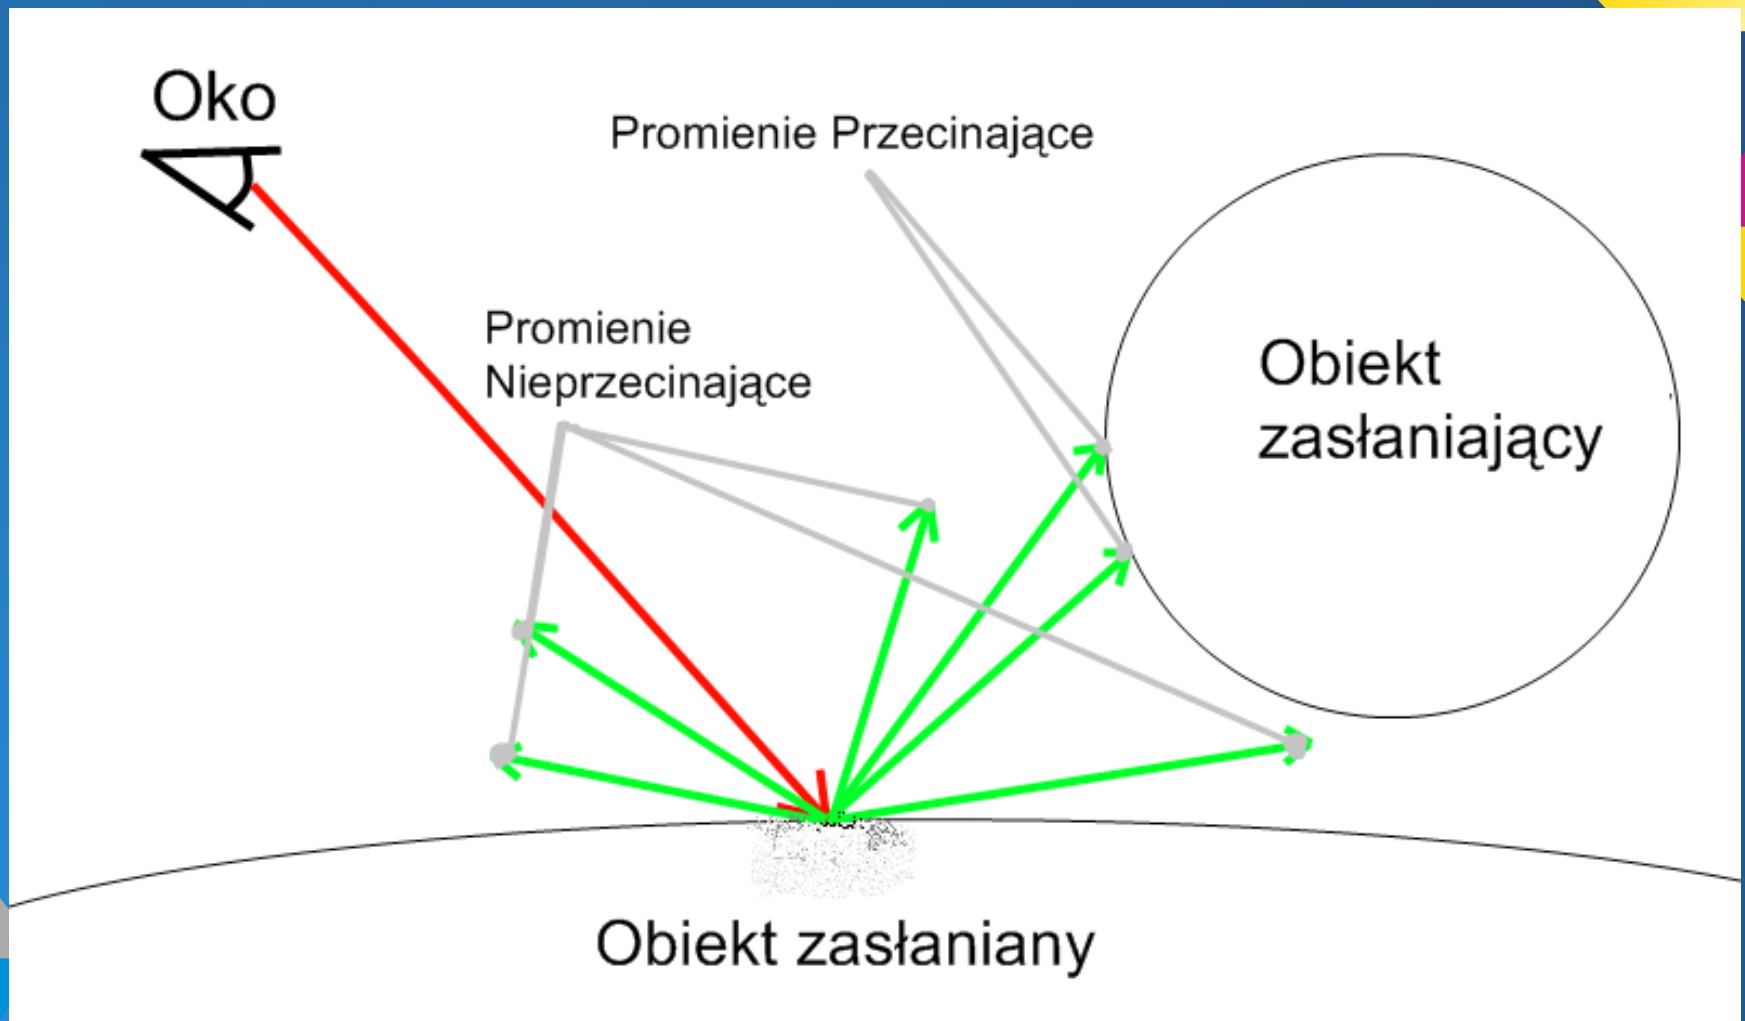 Oko
Promienie Przecinające
Promienie
Nieprzecinające
Obiekt
zasłaniający
Obiekt zasłaniany